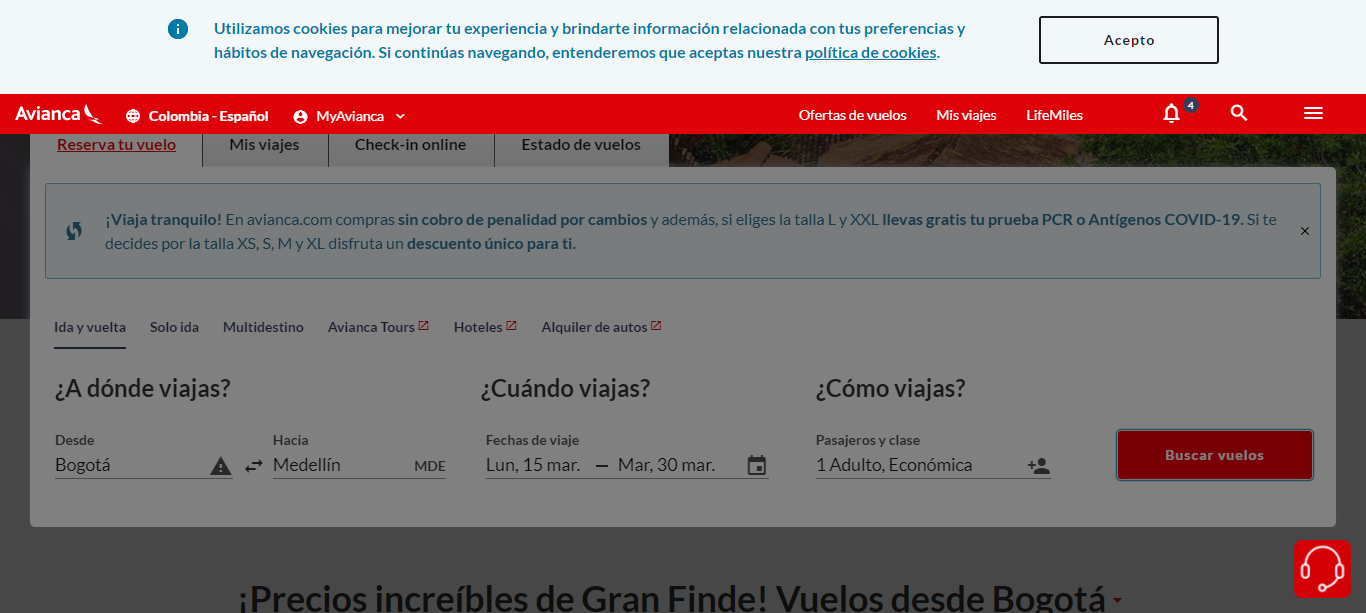 Utilizamos cookies para mejorar tu experiencia y brindarte información relacionada con tus preferencias y
hábitos de navegación. Si continúas navegando, entenderemos que aceptas nuestra política de cookies.
Acepto
Avianca
Colombia - Español
MyAvianca
Ofertas de vuelos
Mis viajes
LifeMiles
4
Reserva tu vuelo
Mis viajes
Check-in online
Estado de vuelos
¡Viaja tranquilo! En avianca.com compras sin cobro de penalidad por cambios y además, si eliges la talla L y XXL llevas gratis tu prueba PCR o Antígenos COVID-19. Si te
decides por la talla XS, S, M y XL disfruta un descuento único para ti.
Ida y vuelta
Solo ida
Multidestino
Avianca Tours
Hoteles
Alquiler de autos
¿A dónde viajas?
¿Cuándo viajas?
¿Cómo viajas?
Desde
Hacia
Fechas de viaje
Pasajeros y clase
Bogotá
Medellín
MDE
Lun, 15 mar. — Mar, 30 mar.
1 Adulto, Económica
Buscar vuelos
¡Precios increíbles de Gran Finde! Vuelos desde Bogotá